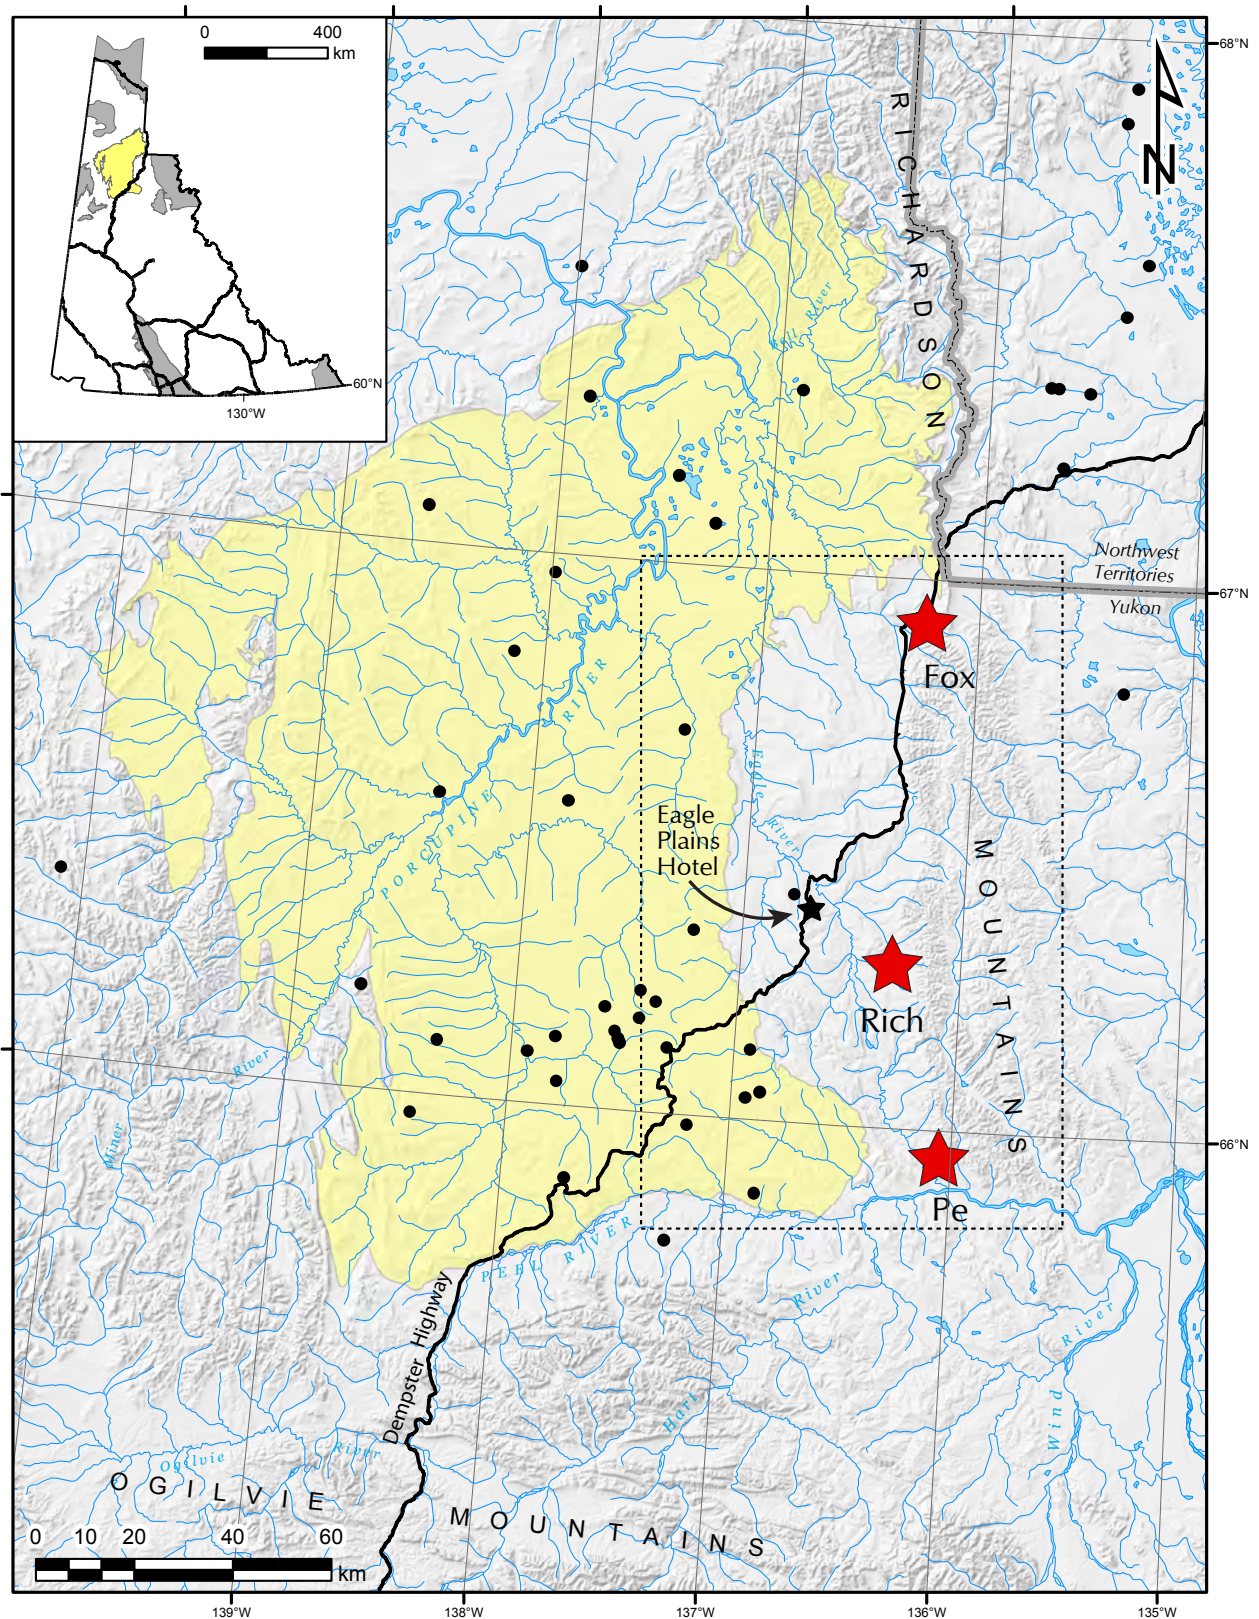 0 400
km
60°N
130°W
68°N
N
RICHARDSON
Bell River
Northwest
Territories
Yukon
67°N
Fox
PORCUPINE RIVER
Eagle River
Eagle
Plains
Hotel
MOUNTAINS
Rich
Miner River
66°N
Pe
PEEL RIVER
Dempster Highway
Hart River
Wind River
Ogilvie River
OGILVIE MOUNTAINS
0 10 20 40 60
km
139°W 138°W 137°W 136°W 135°W